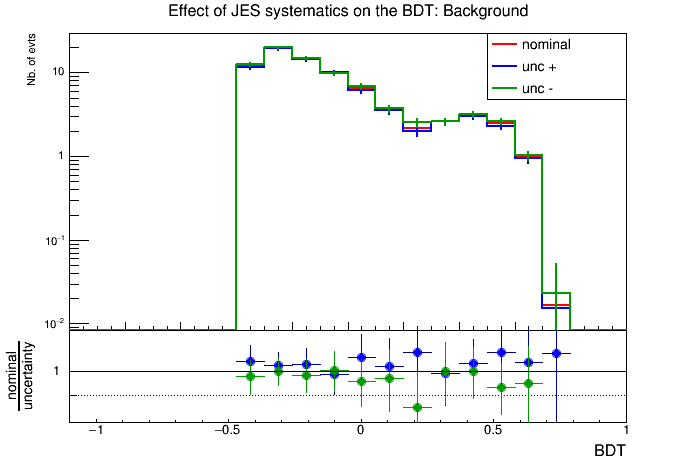 Effect of JES systematics on the BDT: Background
Nb. of evts
nominal
unc +
unc -
10
1
10⁻¹
10⁻²
nominal
uncertainty
1
−1
−0.5
0
0.5
1
BDT